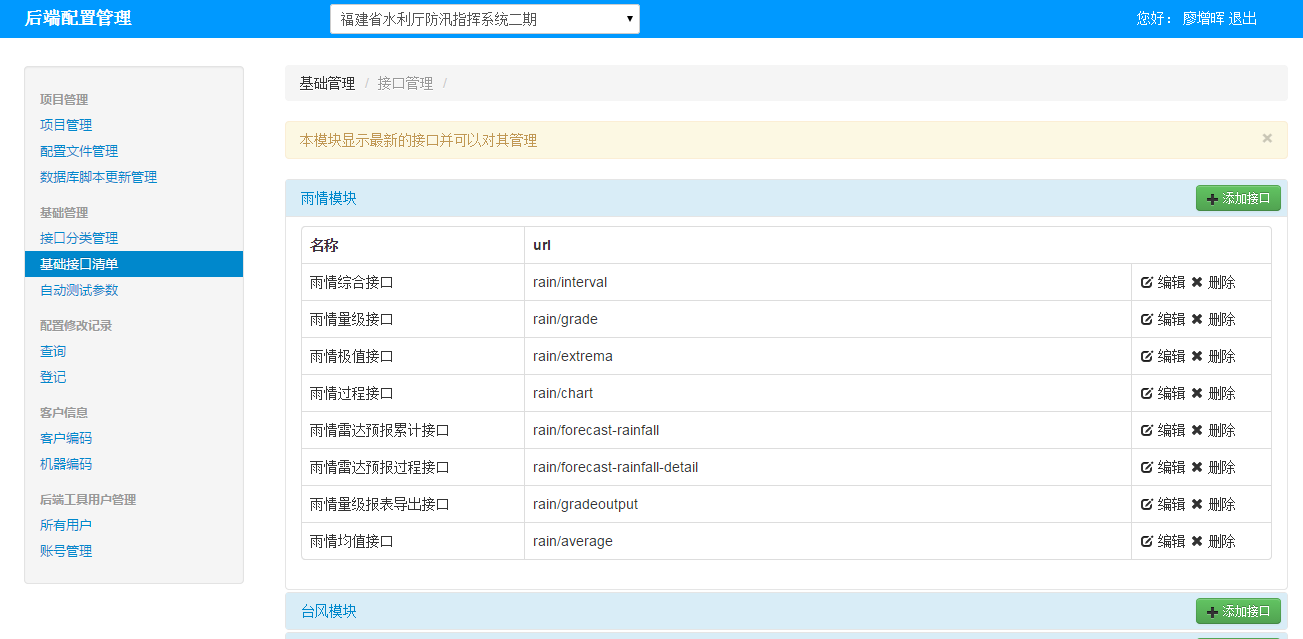 后端配置管理
福建省水利厅防汛指挥系统二期
您好： 廖增晖 退出
项目管理
项目管理
配置文件管理
数据库脚本更新管理
基础管理
接口分类管理
基础接口清单
自动测试参数
配置修改记录
查询
登记
客户信息
客户编码
机器编码
后端工具用户管理
所有用户
账号管理
基础管理 / 接口管理 /
本模块显示最新的接口并可以对其管理 ×
雨情模块 添加接口
名称 url
雨情综合接口 rain/interval 编辑 删除
雨情量级接口 rain/grade 编辑 删除
雨情极值接口 rain/extrema 编辑 删除
雨情过程接口 rain/chart 编辑 删除
雨情雷达预报累计接口 rain/forecast-rainfall 编辑 删除
雨情雷达预报过程接口 rain/forecast-rainfall-detail 编辑 删除
雨情量级报表导出接口 rain/gradeoutput 编辑 删除
雨情均值接口 rain/average 编辑 删除
台风模块 添加接口